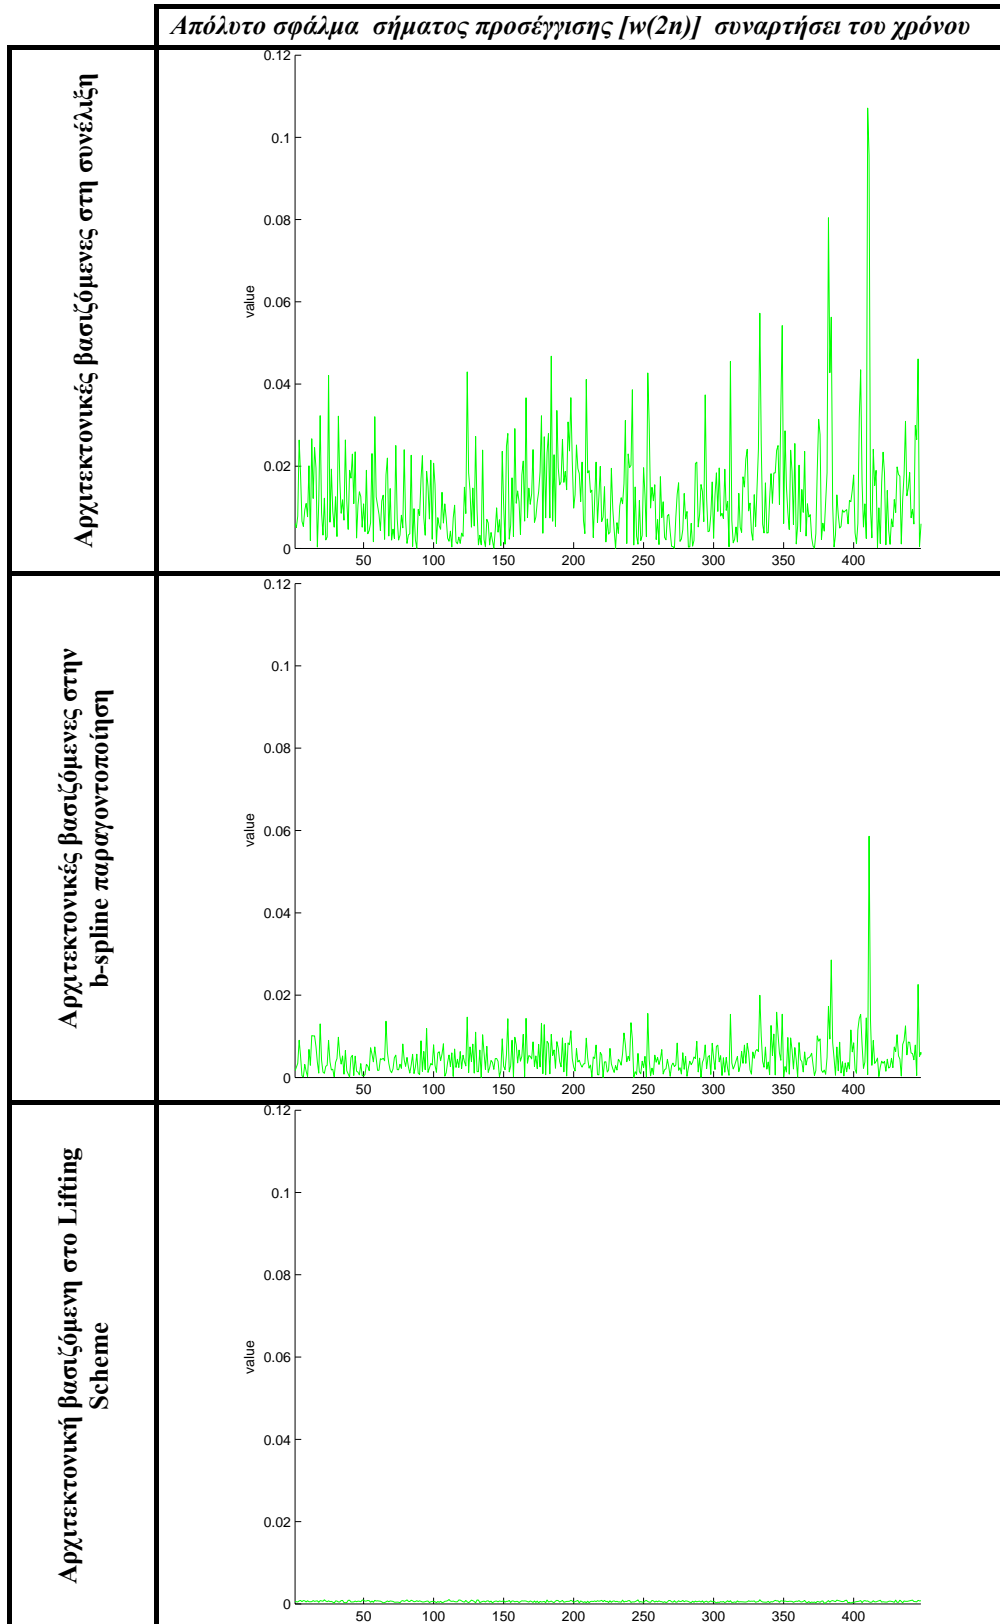 Απόλυτο σφάλμα σήματος προσέγγισης [w(2n)] συναρτήσει του χρόνου
Αρχιτεκτονικές βασιζόμενες στη συνέλιξη
0.12
0.1
0.08
0.06
0.04
0.02
0
value
50 100 150 200 250 300 350 400
Αρχιτεκτονικές βασιζόμενες στην
b-spline παραγοντοποίηση
0.12
0.1
0.08
0.06
0.04
0.02
0
value
50 100 150 200 250 300 350 400
Αρχιτεκτονική βασιζόμενη στο Lifting
Scheme
0.12
0.1
0.08
0.06
0.04
0.02
0
value
50 100 150 200 250 300 350 400